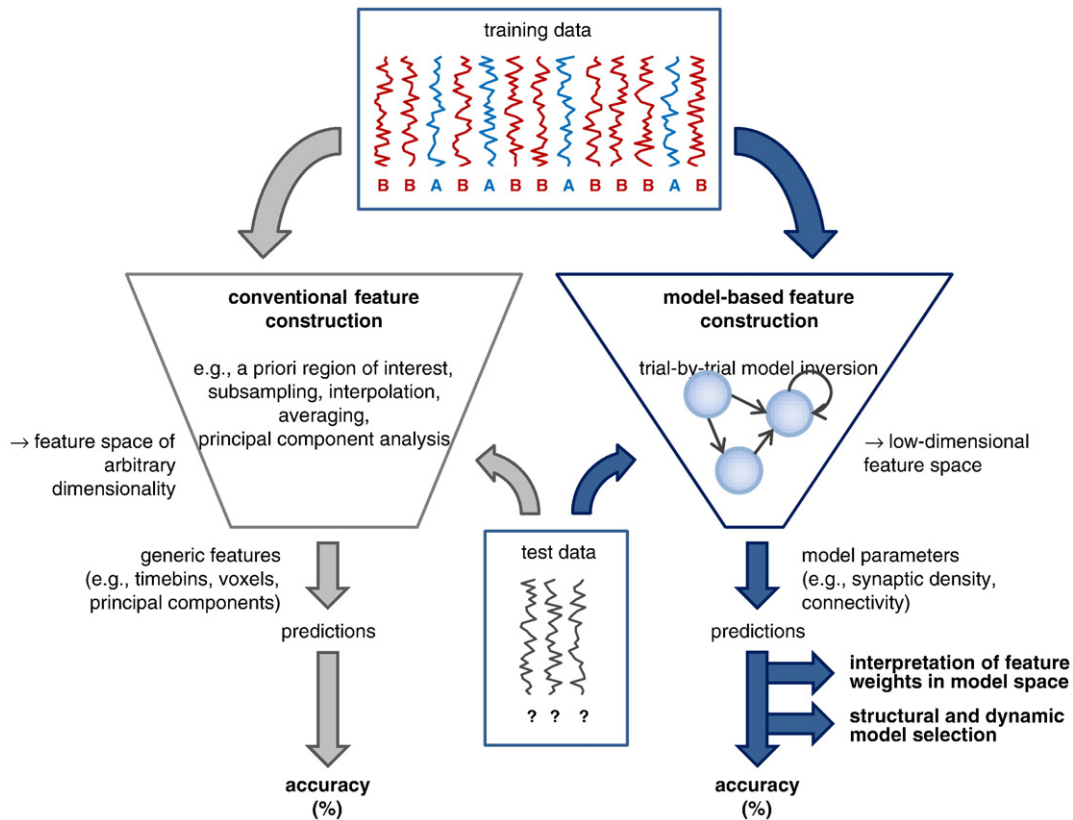 training data
B B A B A B B A B B B A B
conventional feature
construction
e.g., a priori region of interest,
subsampling, interpolation,
averaging,
principal component analysis
→ feature space of
arbitrary
dimensionality
model-based feature
construction
trial-by-trial model inversion
→ low-dimensional
feature space
generic features
(e.g., timebins, voxels,
principal components)
predictions
accuracy
(%)
test data
? ? ?
model parameters
(e.g., synaptic density,
connectivity)
predictions
interpretation of feature
weights in model space
structural and dynamic
model selection
accuracy
(%)